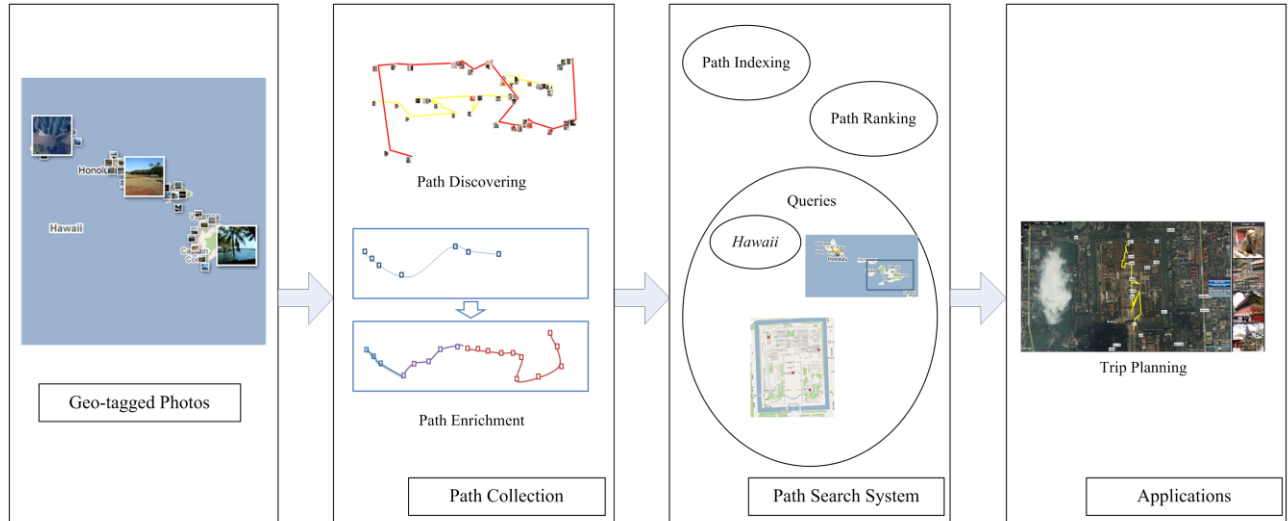 Honolu
Hawaii
Geo-tagged Photos
Path Discovering
Path Enrichment
Path Collection
Path Indexing
Path Ranking
Queries
Hawaii
Honolulu
Path Search System
Trip Planning
Applications